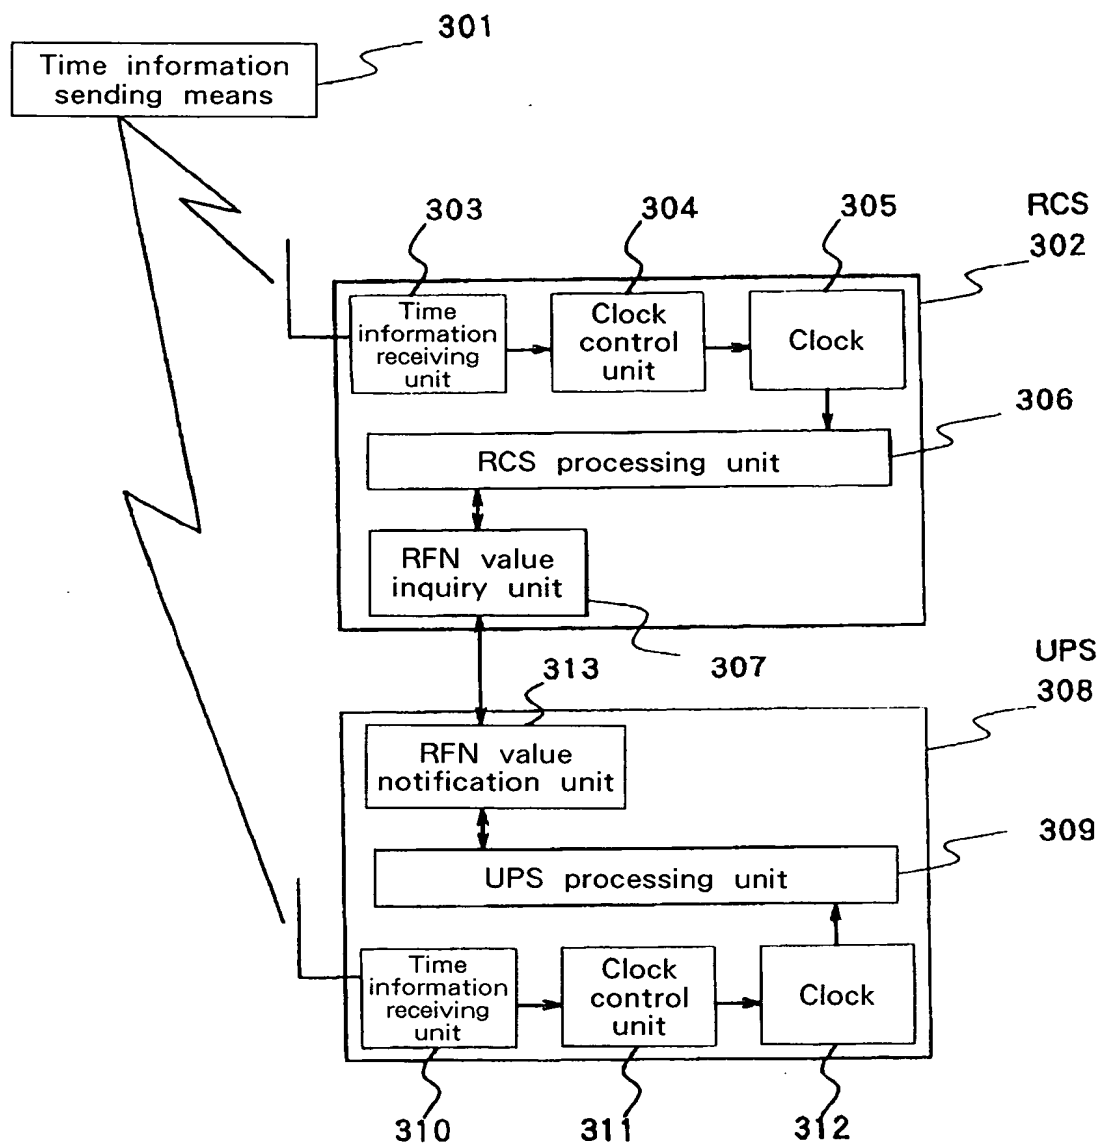 301
Time information
sending means
303
304
305
RCS
302
Time
information
receiving
unit
Clock
control
unit
Clock
306
RCS processing unit
RFN value
inquiry unit
307
313
UPS
308
RFN value
notification unit
309
UPS processing unit
Time
information
receiving
unit
Clock
control
unit
Clock
310
311
312